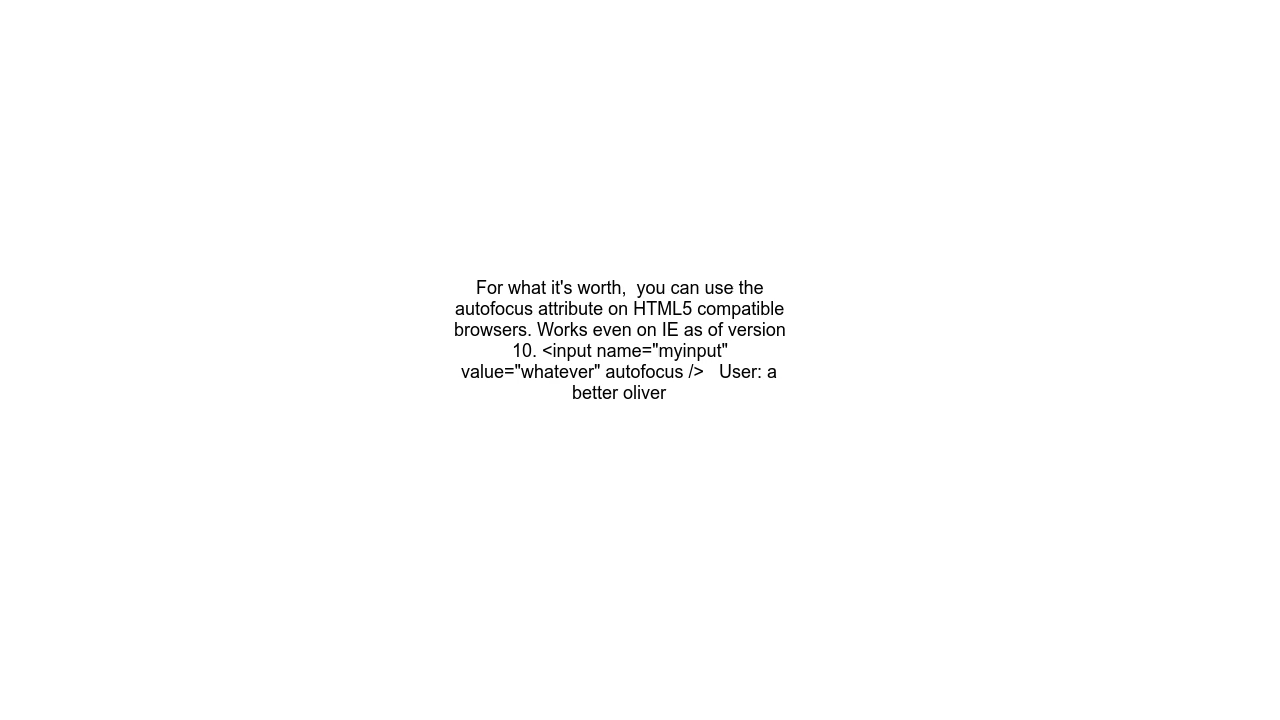 For what it's worth,  you can use the
autofocus attribute on HTML5 compatible
browsers. Works even on IE as of version
10. <input name="myinput"
value="whatever" autofocus />   User: a
better oliver